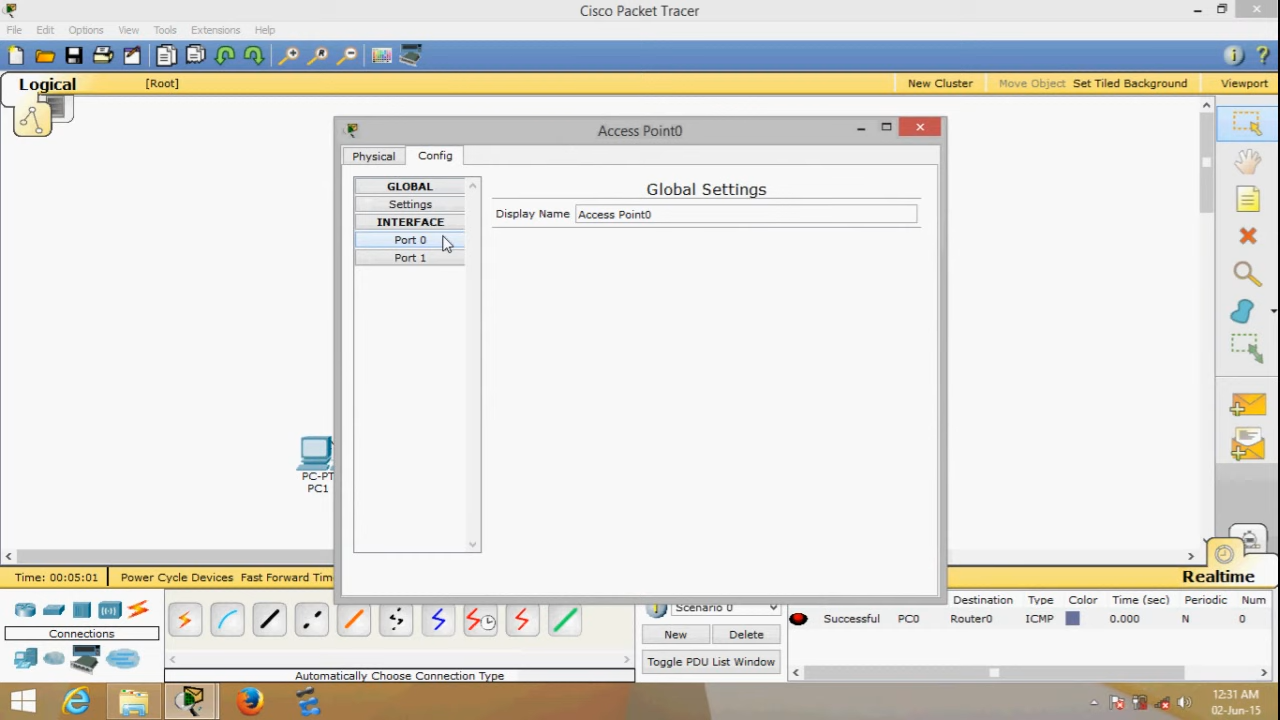 Cisco Packet Tracer
File Edit Options View Tools Extensions Help
Logical [Root] New Cluster Move Object Set Tiled Background Viewport
Access Point0
Physical Config
GLOBAL
Settings
INTERFACE
Port 0
Port 1
Global Settings
Display Name Access Point0
PC-PT
PC1
Time: 00:05:01 Power Cycle Devices Fast Forward Tim
Realtime
Connections
Automatically Choose Connection Type
Scenario 0
New Delete
Toggle PDU List Window
Destination Type Color Time (sec) Periodic Num
Successful PC0 Router0 ICMP 0.000 N 0
12:31 AM
02-Jun-15